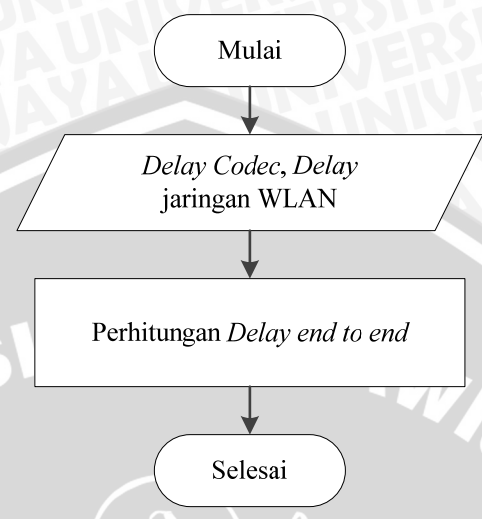 Mulai
Delay Codec, Delay
jaringan WLAN
Perhitungan Delay end to end
Selesai